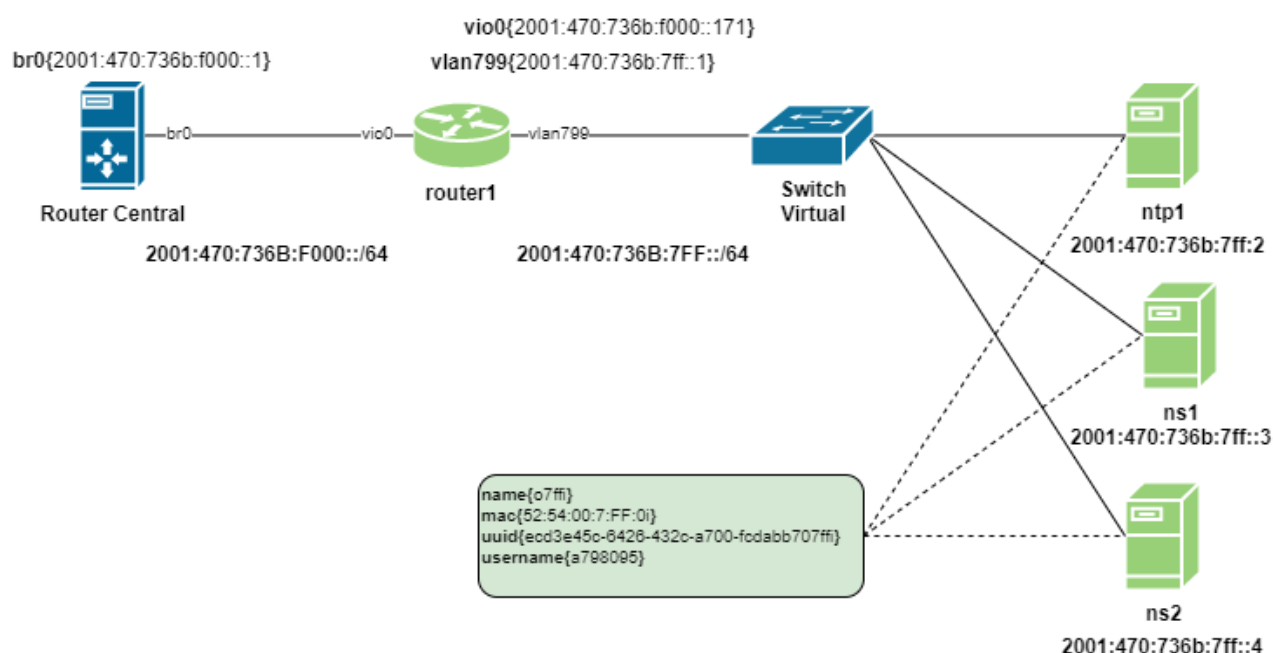 vio0{2001:470:736b:f000::171}
br0{2001:470:736b:f000::1}
vlan799{2001:470:736b:7ff::1}
br0
vio0
vlan799
Router Central
router1
Switch
Virtual
ntp1
2001:470:736B:F000::/64
2001:470:736B:7FF::/64
2001:470:736b:7ff:2
ns1
2001:470:736b:7ff::3
name{o7ffi}
mac{52:54:00:7:FF:0i}
uuid{ecd3e45c-6426-432c-a700-fcdabb707ffi}
username{a798095}
ns2
2001:470:736b:7ff::4